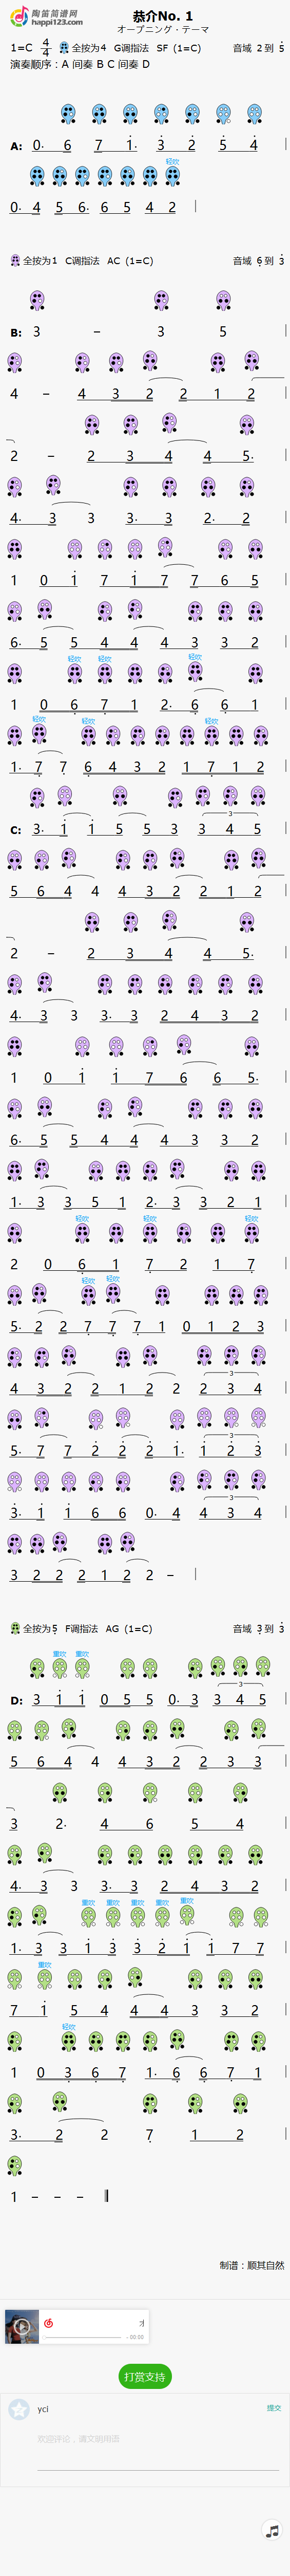 陶笛简谱网
happi123.com
恭介No. 1
オープニング・テーマ
1=C 4/4 全按为4 G调指法 SF (1=C) 音域 2 到 5
演奏顺序：A 间奏 B C 间奏 D
A: 0. 6 7 1. 3 2 5 4
轻吹
0. 4 5 6. 6 5 4 2
全按为1 C调指法 AC (1=C) 音域 6 到 3
B: 3 – 3 5
4 – 4 3 2 2 1 2
2 – 2 3 4 4 5.
4. 3 3 3. 3 2. 2
1 0 1 7 1 7 7 6 5
6. 5 5 4 4 4 3 3 2
轻吹 轻吹 轻吹
1 0 6 7 1 2. 6 6 1
轻吹 轻吹 轻吹
1. 7 7 6 4 3 2 1 7 1 2
3
C: 3. 1 1 5 5 3 3 4 5
5 6 4 4 4 3 2 2 1 2
2 – 2 3 4 4 5.
4. 3 3 3. 3 2 4 3 2
1 0 1 1 7 6 6 5.
6. 5 5 4 4 4 3 3 2
1. 3 3 5 1 2. 3 3 2 1
轻吹 轻吹 轻吹
2 0 6 1 7 2 1 7
轻吹 轻吹
5. 2 2 7 7 7 1 0 1 2 3
3
4 3 2 2 1 2 2 2 3 4
3
5. 7 7 2 2 2 1. 1 2 3
3
3. 1 1 6 6 0. 4 4 3 4
3 2 2 2 1 2 2 –
全按为5 F调指法 AG (1=C) 音域 3 到 3
重吹 重吹
3
D: 3 1 1 0 5 5 0. 3 3 4 5
5 6 4 4 4 3 2 2 3 3
3 2. 4 6 5 4
4. 3 3 3. 3 2 4 3 2
重吹 重吹 重吹 重吹 重吹
1. 3 3 1 3 3 2 1 1 7 7
重吹
7 1 5 4 4 4 3 3 2
轻吹
1 0 3 6 7 1. 6 6 7 1
3. 2 2 7 1 2
1 – – –
制谱：顺其自然
- 00:00
打赏支持
yci
提交
欢迎评论，请文明用语